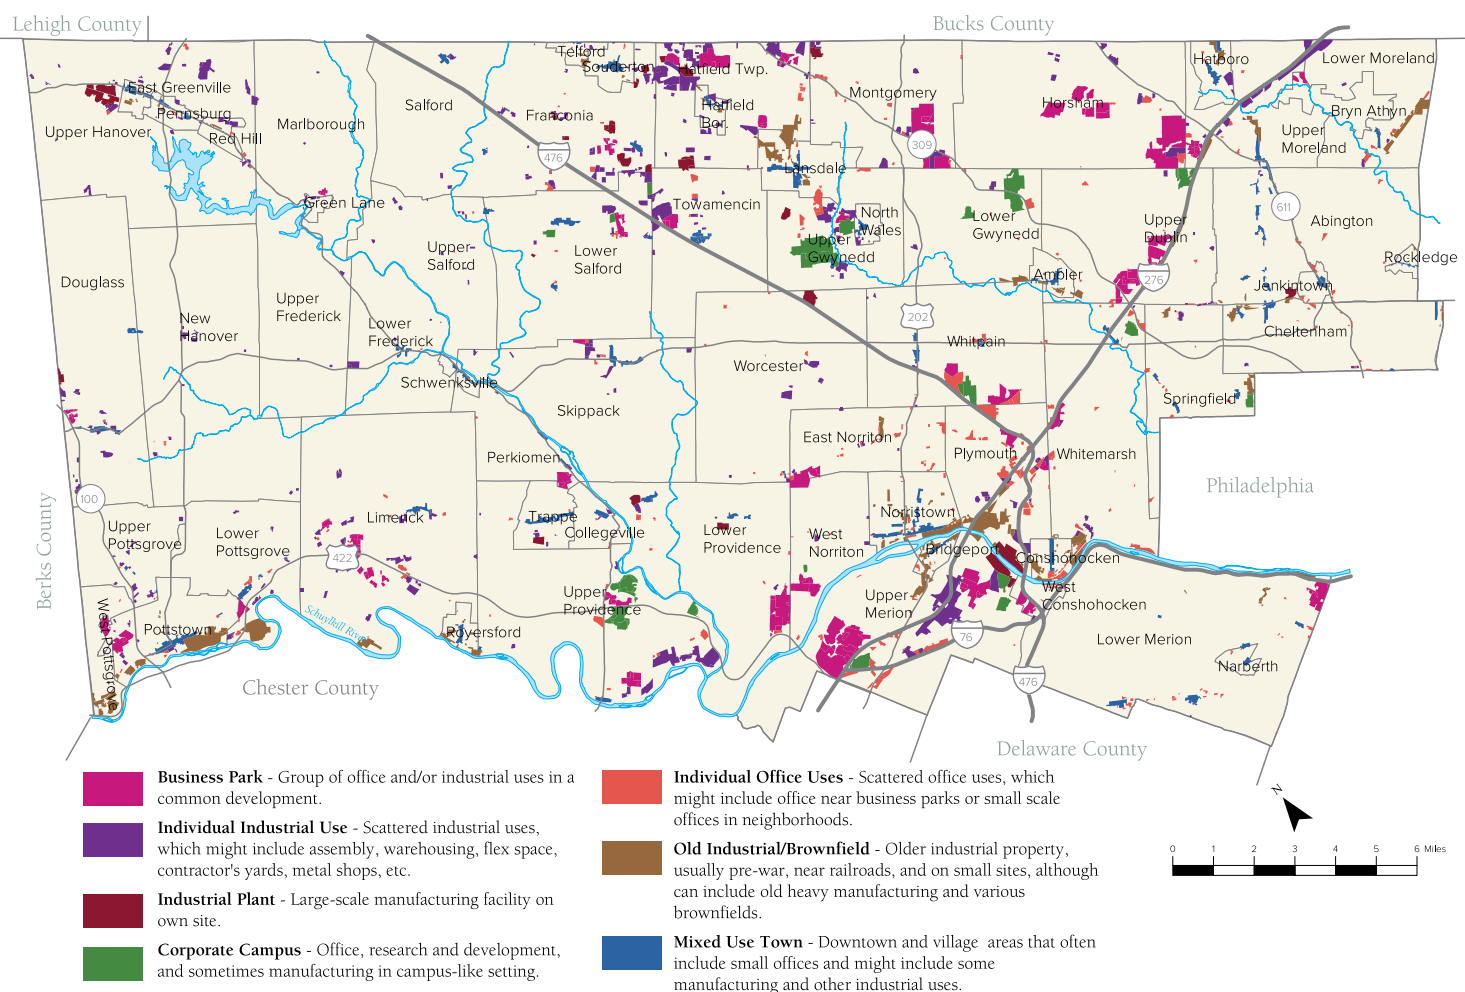 Lehigh County
Bucks County
Telford
Souderton
Hatfield Twp.
Hatboro
Lower Moreland
East Greenville
Pennsburg
Upper Hanover
Red Hill
Marlborough
Salford
Franconia
Hatfield
Bor.
Montgomery
Horsham
Bryn Athyn
Upper
Moreland
476
309
Lansdale
Green Lane
Towamencin
North
Wales
Lower
Gwynedd
Upper
Dublin
611
Abington
Upper
Salford
Lower
Salford
Upper
Gwynedd
Rockledge
Douglass
Ambler
276
Jenkintown
New
Hanover
Upper
Frederick
Lower
Frederick
202
Whitpain
Cheltenham
Schwenksville
Worcester
Skippack
Springfield
East Norriton
Plymouth
Whitemarsh
Perkiomen
Philadelphia
100
Berks County
Upper
Pottsgrove
Lower
Pottsgrove
Limerick
422
Trappe
Collegeville
Lower
Providence
West
Norriton
Norristown
Bridgeport
Conshohocken
West
Conshohocken
Upper
Providence
Upper
Merion
West Pottsgrove
Pottstown
Schuylkill River
Royersford
76
476
Lower Merion
Narberth
Chester County
Delaware County
Business Park - Group of office and/or industrial uses in a
common development.
Individual Industrial Use - Scattered industrial uses,
which might include assembly, warehousing, flex space,
contractor's yards, metal shops, etc.
Industrial Plant - Large-scale manufacturing facility on
own site.
Corporate Campus - Office, research and development,
and sometimes manufacturing in campus-like setting.
Individual Office Uses - Scattered office uses, which
might include office near business parks or small scale
offices in neighborhoods.
Old Industrial/Brownfield - Older industrial property,
usually pre-war, near railroads, and on small sites, although
can include old heavy manufacturing and various
brownfields.
Mixed Use Town - Downtown and village areas that often
include small offices and might include some
manufacturing and other industrial uses.
N
0 1 2 3 4 5 6 Miles